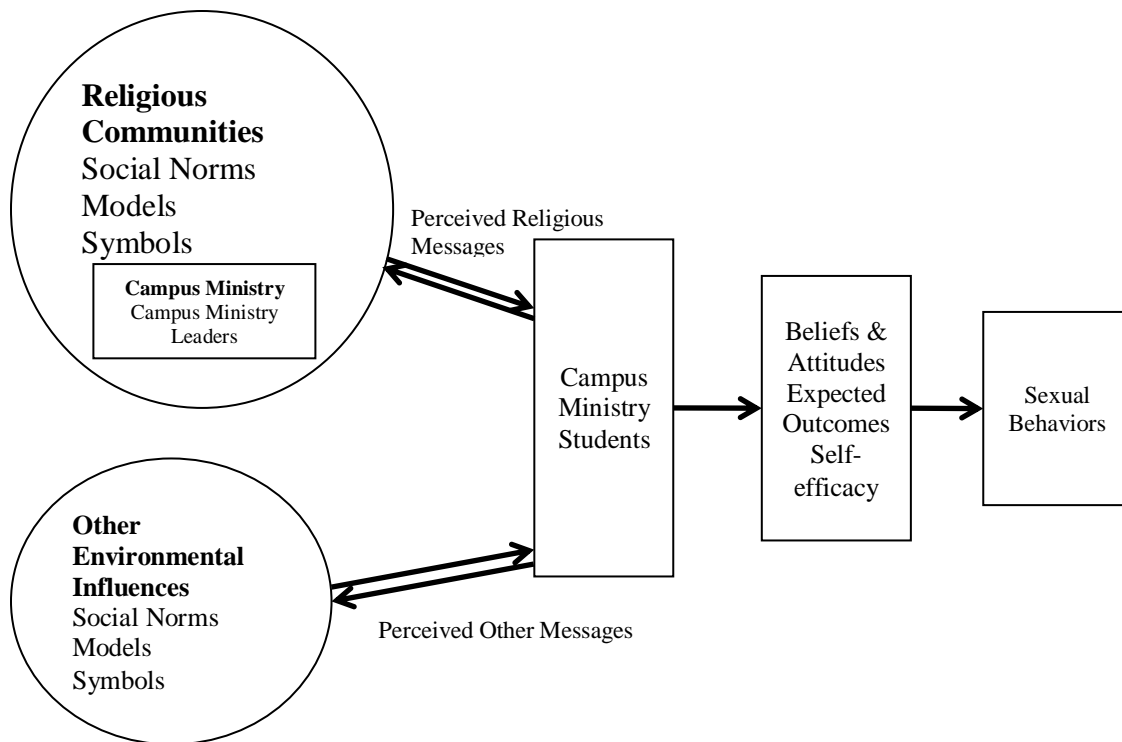 Religious
Communities
Social Norms
Models
Symbols
Campus Ministry
Campus Ministry
Leaders
Perceived Religious
Messages
Campus
Ministry
Students
Beliefs &
Attitudes
Expected
Outcomes
Self-
efficacy
Sexual
Behaviors
Other
Environmental
Influences
Social Norms
Models
Symbols
Perceived Other Messages